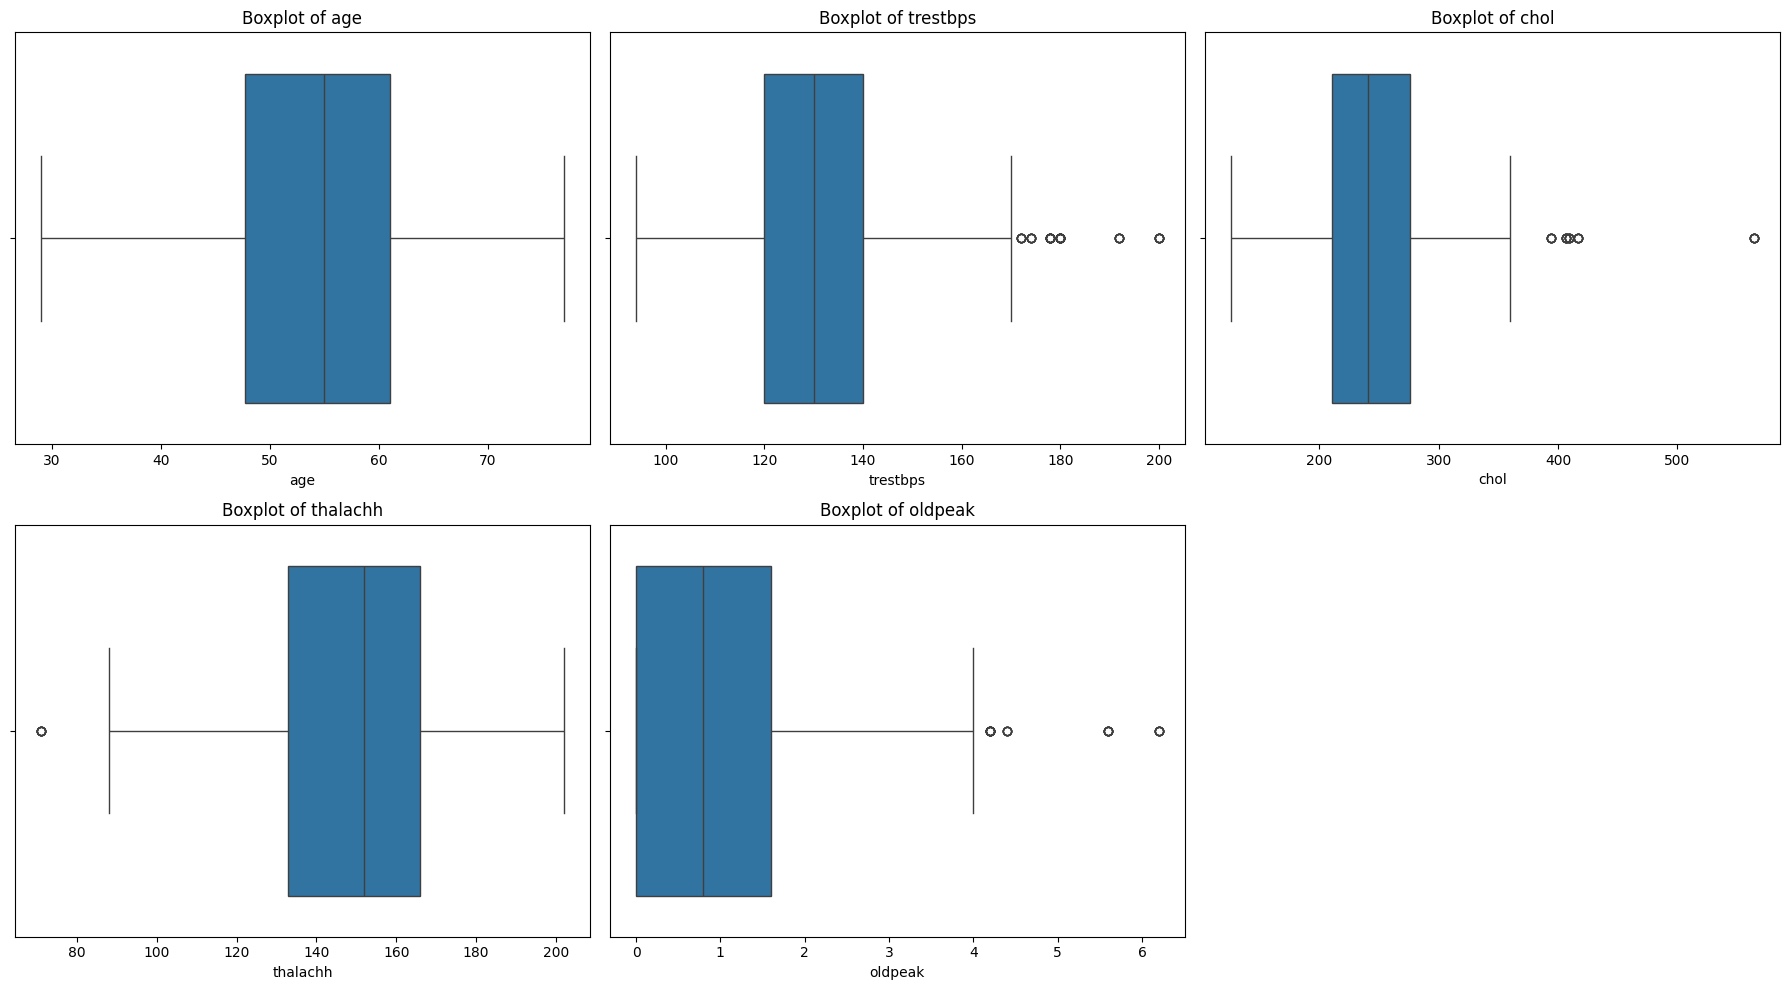 Boxplot of age
30 40 50 60 70
age
Boxplot of trestbps
100 120 140 160 180 200
trestbps
Boxplot of chol
200 300 400 500
chol
Boxplot of thalachh
80 100 120 140 160 180 200
thalachh
Boxplot of oldpeak
0 1 2 3 4 5 6
oldpeak